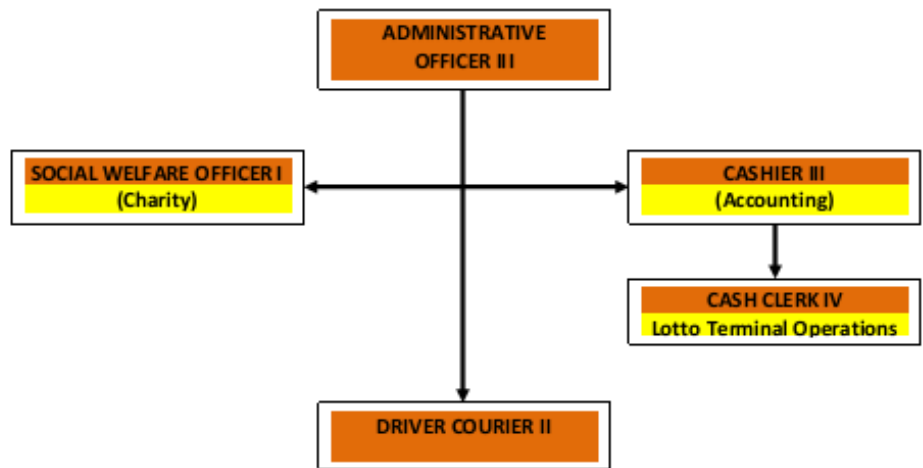 ADMINISTRATIVE
OFFICER III
SOCIAL WELFARE OFFICER I
(Charity)
CASHIER III
(Accounting)
CASH CLERK IV
Lotto Terminal Operations
DRIVER COURIER II